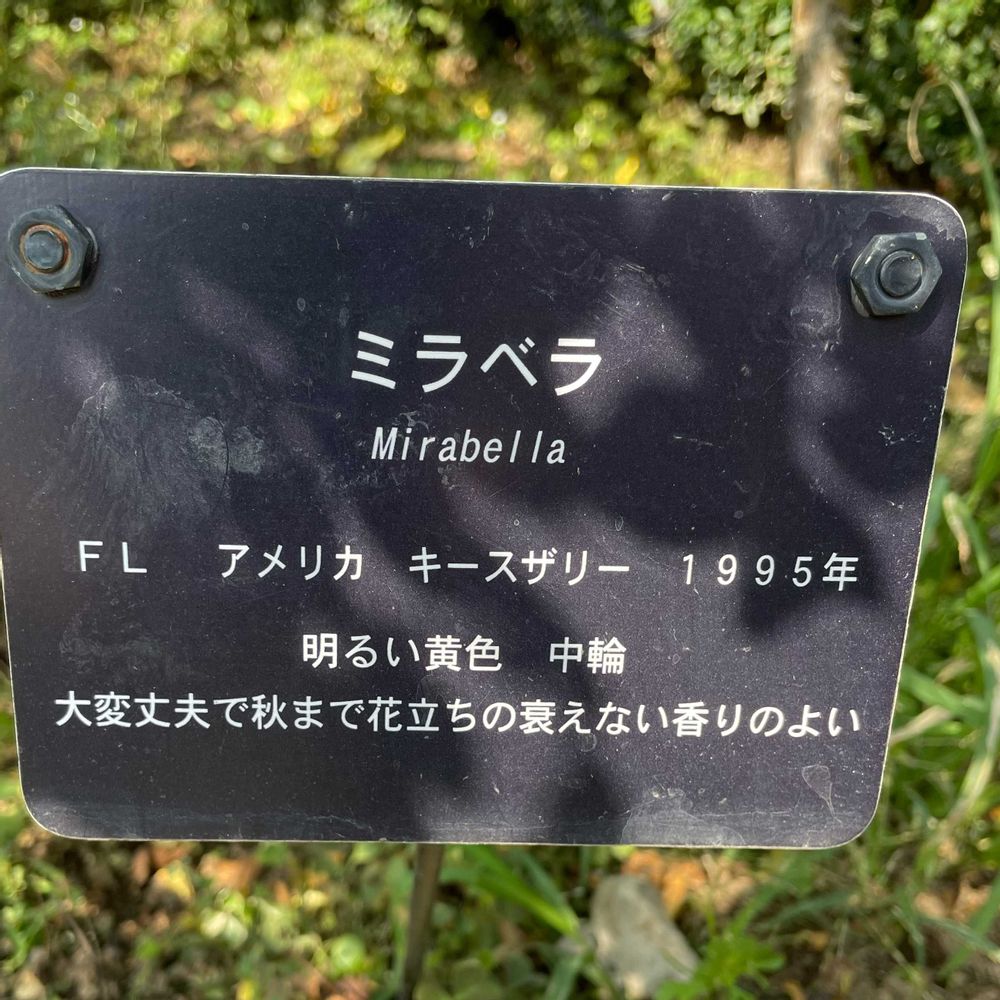 ミラベラ
Mirabella
ＦＬ　アメリカ　キースザリー　１９９５年
明るい黄色　中輪
大変丈夫で秋まで花立ちの衰えない香りのよい